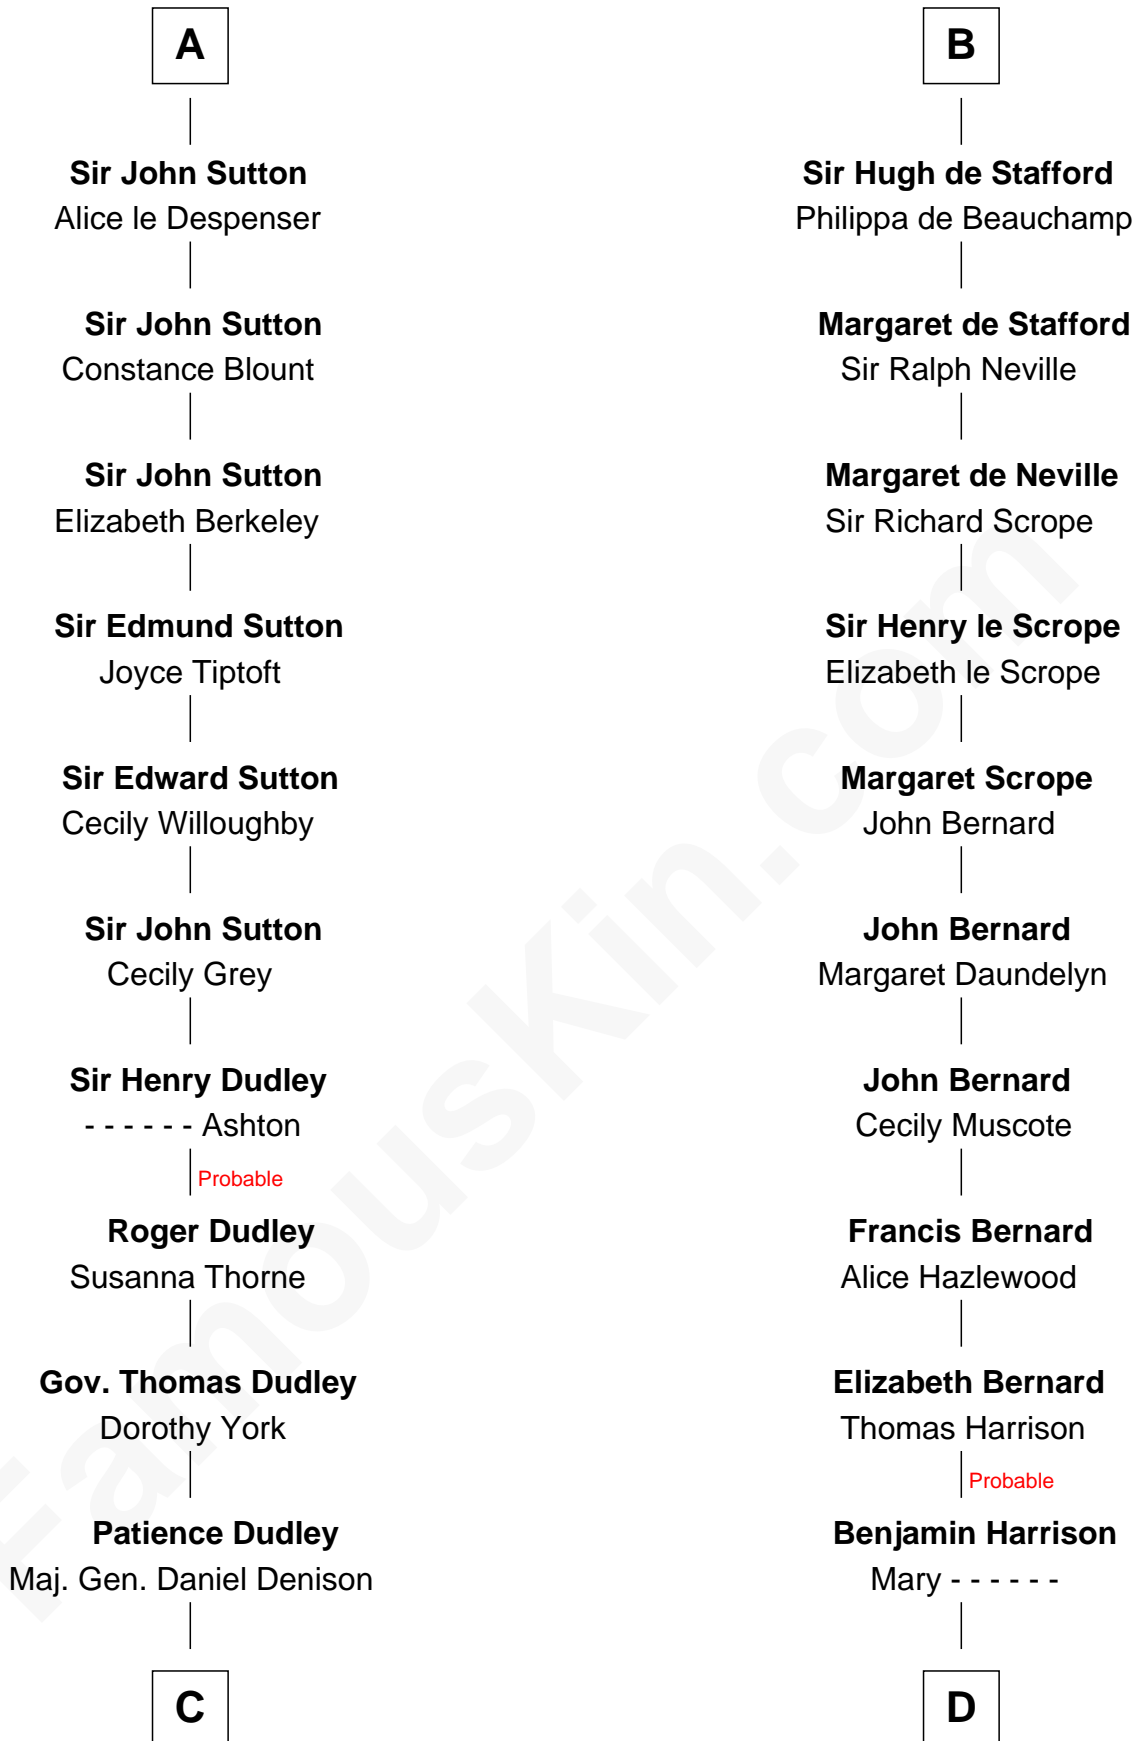 A
Sir John Sutton
Alice le Despenser
Sir John Sutton
Constance Blount
Sir John Sutton
Elizabeth Berkeley
Sir Edmund Sutton
Joyce Tiptoft
Sir Edward Sutton
Cecily Willoughby
Sir John Sutton
Cecily Grey
Sir Henry Dudley
- - - - - - Ashton
Probable
Roger Dudley
Susanna Thorne
Gov. Thomas Dudley
Dorothy York
Patience Dudley
Maj. Gen. Daniel Denison
C
B
Sir Hugh de Stafford
Philippa de Beauchamp
Margaret de Stafford
Sir Ralph Neville
Margaret de Neville
Sir Richard Scrope
Sir Henry le Scrope
Elizabeth le Scrope
Margaret Scrope
John Bernard
John Bernard
Margaret Daundelyn
John Bernard
Cecily Muscote
Francis Bernard
Alice Hazlewood
Elizabeth Bernard
Thomas Harrison
Probable
Benjamin Harrison
Mary - - - - - -
D
FamousKin.com